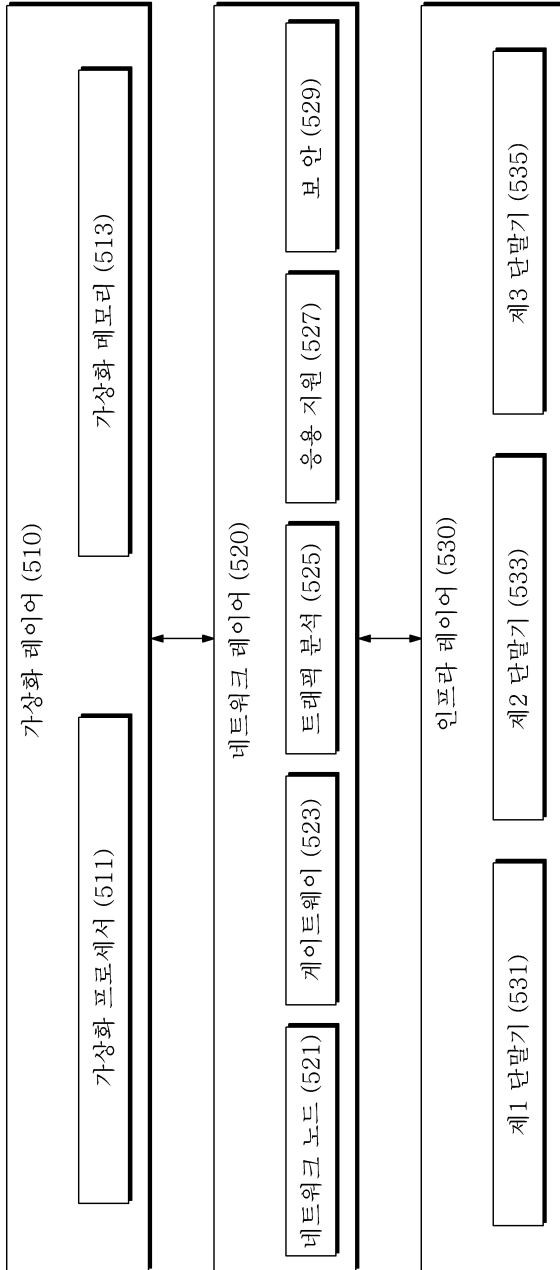 가상화 레이어 (510)
가상화 프로세서 (511)
가상화 메모리 (513)
네트워크 레이어 (520)
네트워크 노드 (521)
게이트웨이 (523)
트래픽 분석 (525)
응용 지원 (527)
보 안 (529)
인프라 레이어 (530)
제1 단말기 (531)
제2 단말기 (533)
제3 단말기 (535)